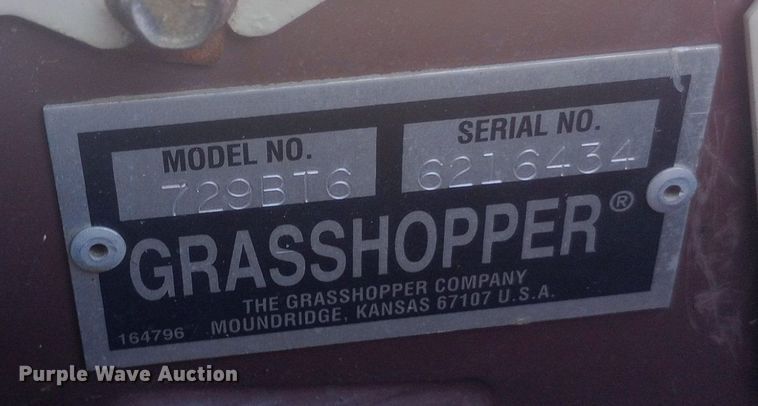 MODEL NO.
729BT6
SERIAL NO.
6216434
GRASSHOPPER®
THE GRASSHOPPER COMPANY
MOUNDRIDGE, KANSAS 67107 U.S.A.
164796
Purple Wave Auction